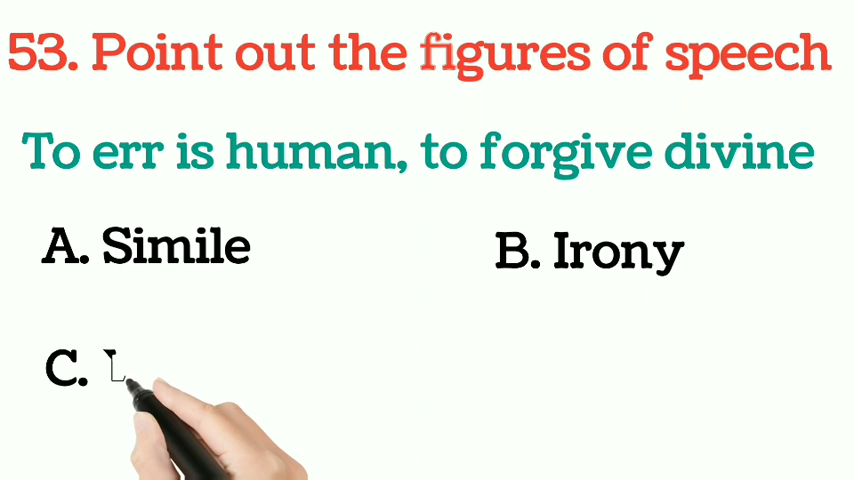 53. Point out the figures of speech
To err is human, to forgive divine
A. Simile
B. Irony
C.